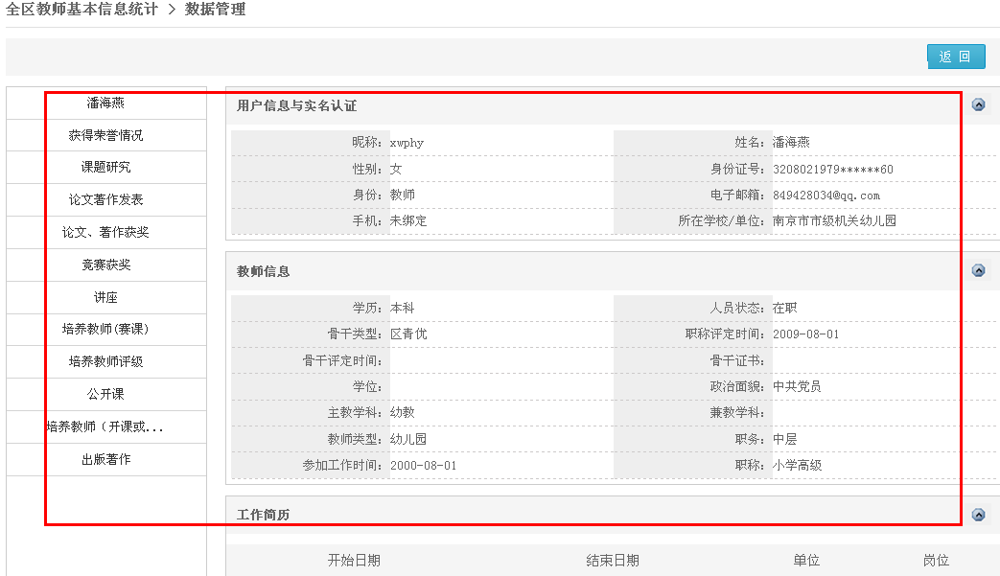 全区教师基本信息统计 > 数据管理
返 回
潘海燕
获得荣誉情况
课题研究
论文著作发表
论文、著作获奖
竞赛获奖
讲座
培养教师(赛课)
培养教师评级
公开课
培养教师（开课或...
出版著作
用户信息与实名认证
昵称：xwphy 姓名：潘海燕
性别：女 身份证号：3208021979******60
身份：教师 电子邮箱：849428034@qq.com
手机：未绑定 所在学校/单位：南京市市级机关幼儿园
教师信息
学历：本科 人员状态：在职
骨干类型：区青优 职称评定时间：2009-08-01
骨干评定时间： 骨干证书：
学位： 政治面貌：中共党员
主教学科：幼教 兼教学科：
教师类型：幼儿园 职务：中层
参加工作时间：2000-08-01 职称：小学高级
工作简历
开始日期 结束日期 单位 岗位